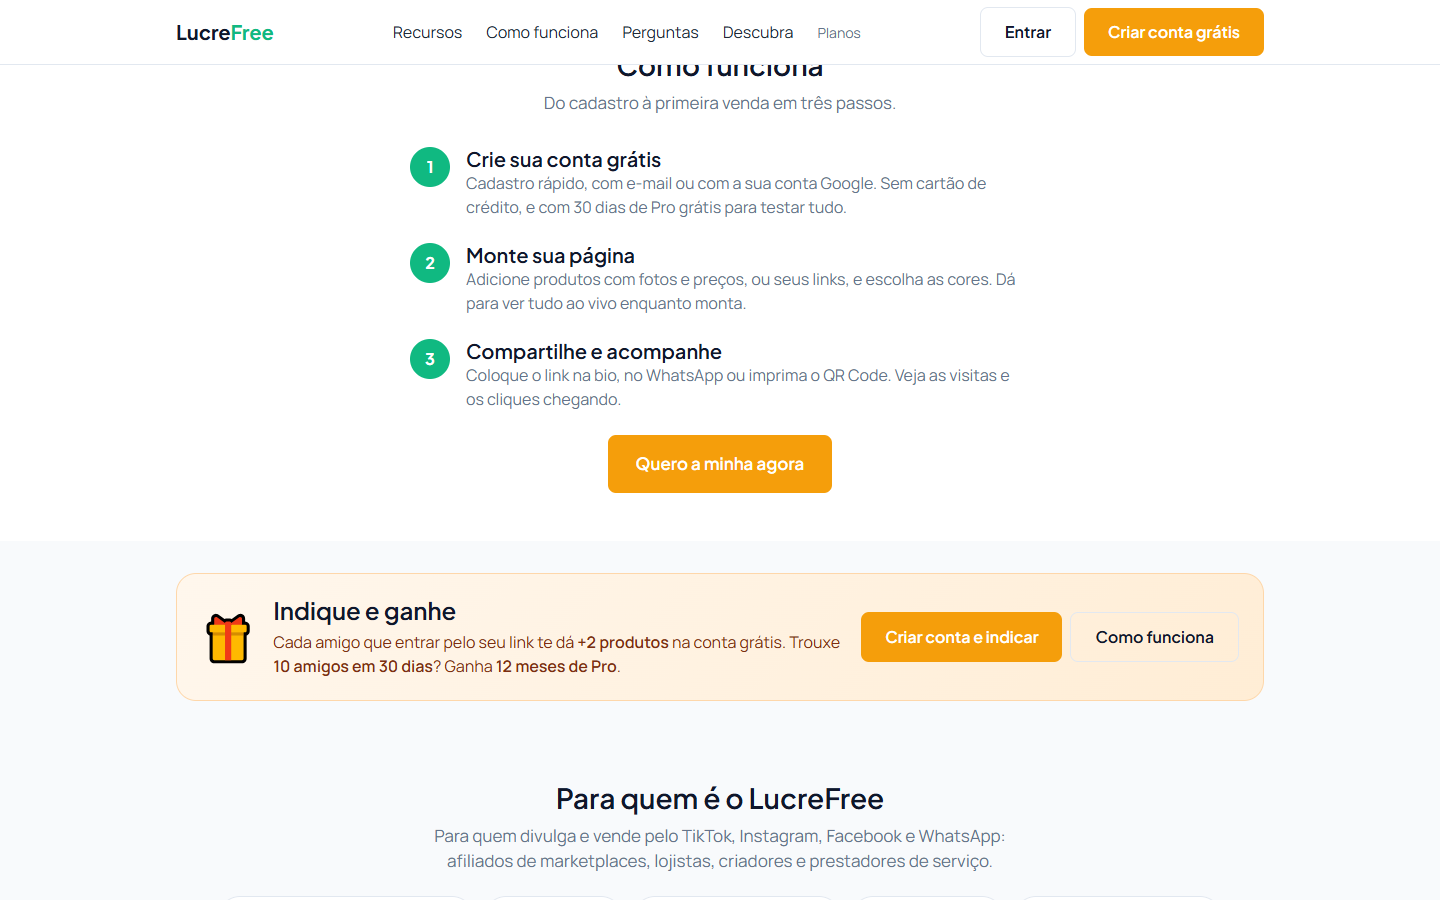 LucreFree
Recursos
Como funciona
Perguntas
Descubra
Planos
Entrar
Criar conta grátis
Como funciona
Do cadastro à primeira venda em três passos.
1
Crie sua conta grátis
Cadastro rápido, com e-mail ou com a sua conta Google. Sem cartão de
crédito, e com 30 dias de Pro grátis para testar tudo.
2
Monte sua página
Adicione produtos com fotos e preços, ou seus links, e escolha as cores. Dá
para ver tudo ao vivo enquanto monta.
3
Compartilhe e acompanhe
Coloque o link na bio, no WhatsApp ou imprima o QR Code. Veja as visitas e
os cliques chegando.
Quero a minha agora
Indique e ganhe
Cada amigo que entrar pelo seu link te dá +2 produtos na conta grátis. Trouxe
10 amigos em 30 dias? Ganha 12 meses de Pro.
Criar conta e indicar
Como funciona
Para quem é o LucreFree
Para quem divulga e vende pelo TikTok, Instagram, Facebook e WhatsApp:
afiliados de marketplaces, lojistas, criadores e prestadores de serviço.